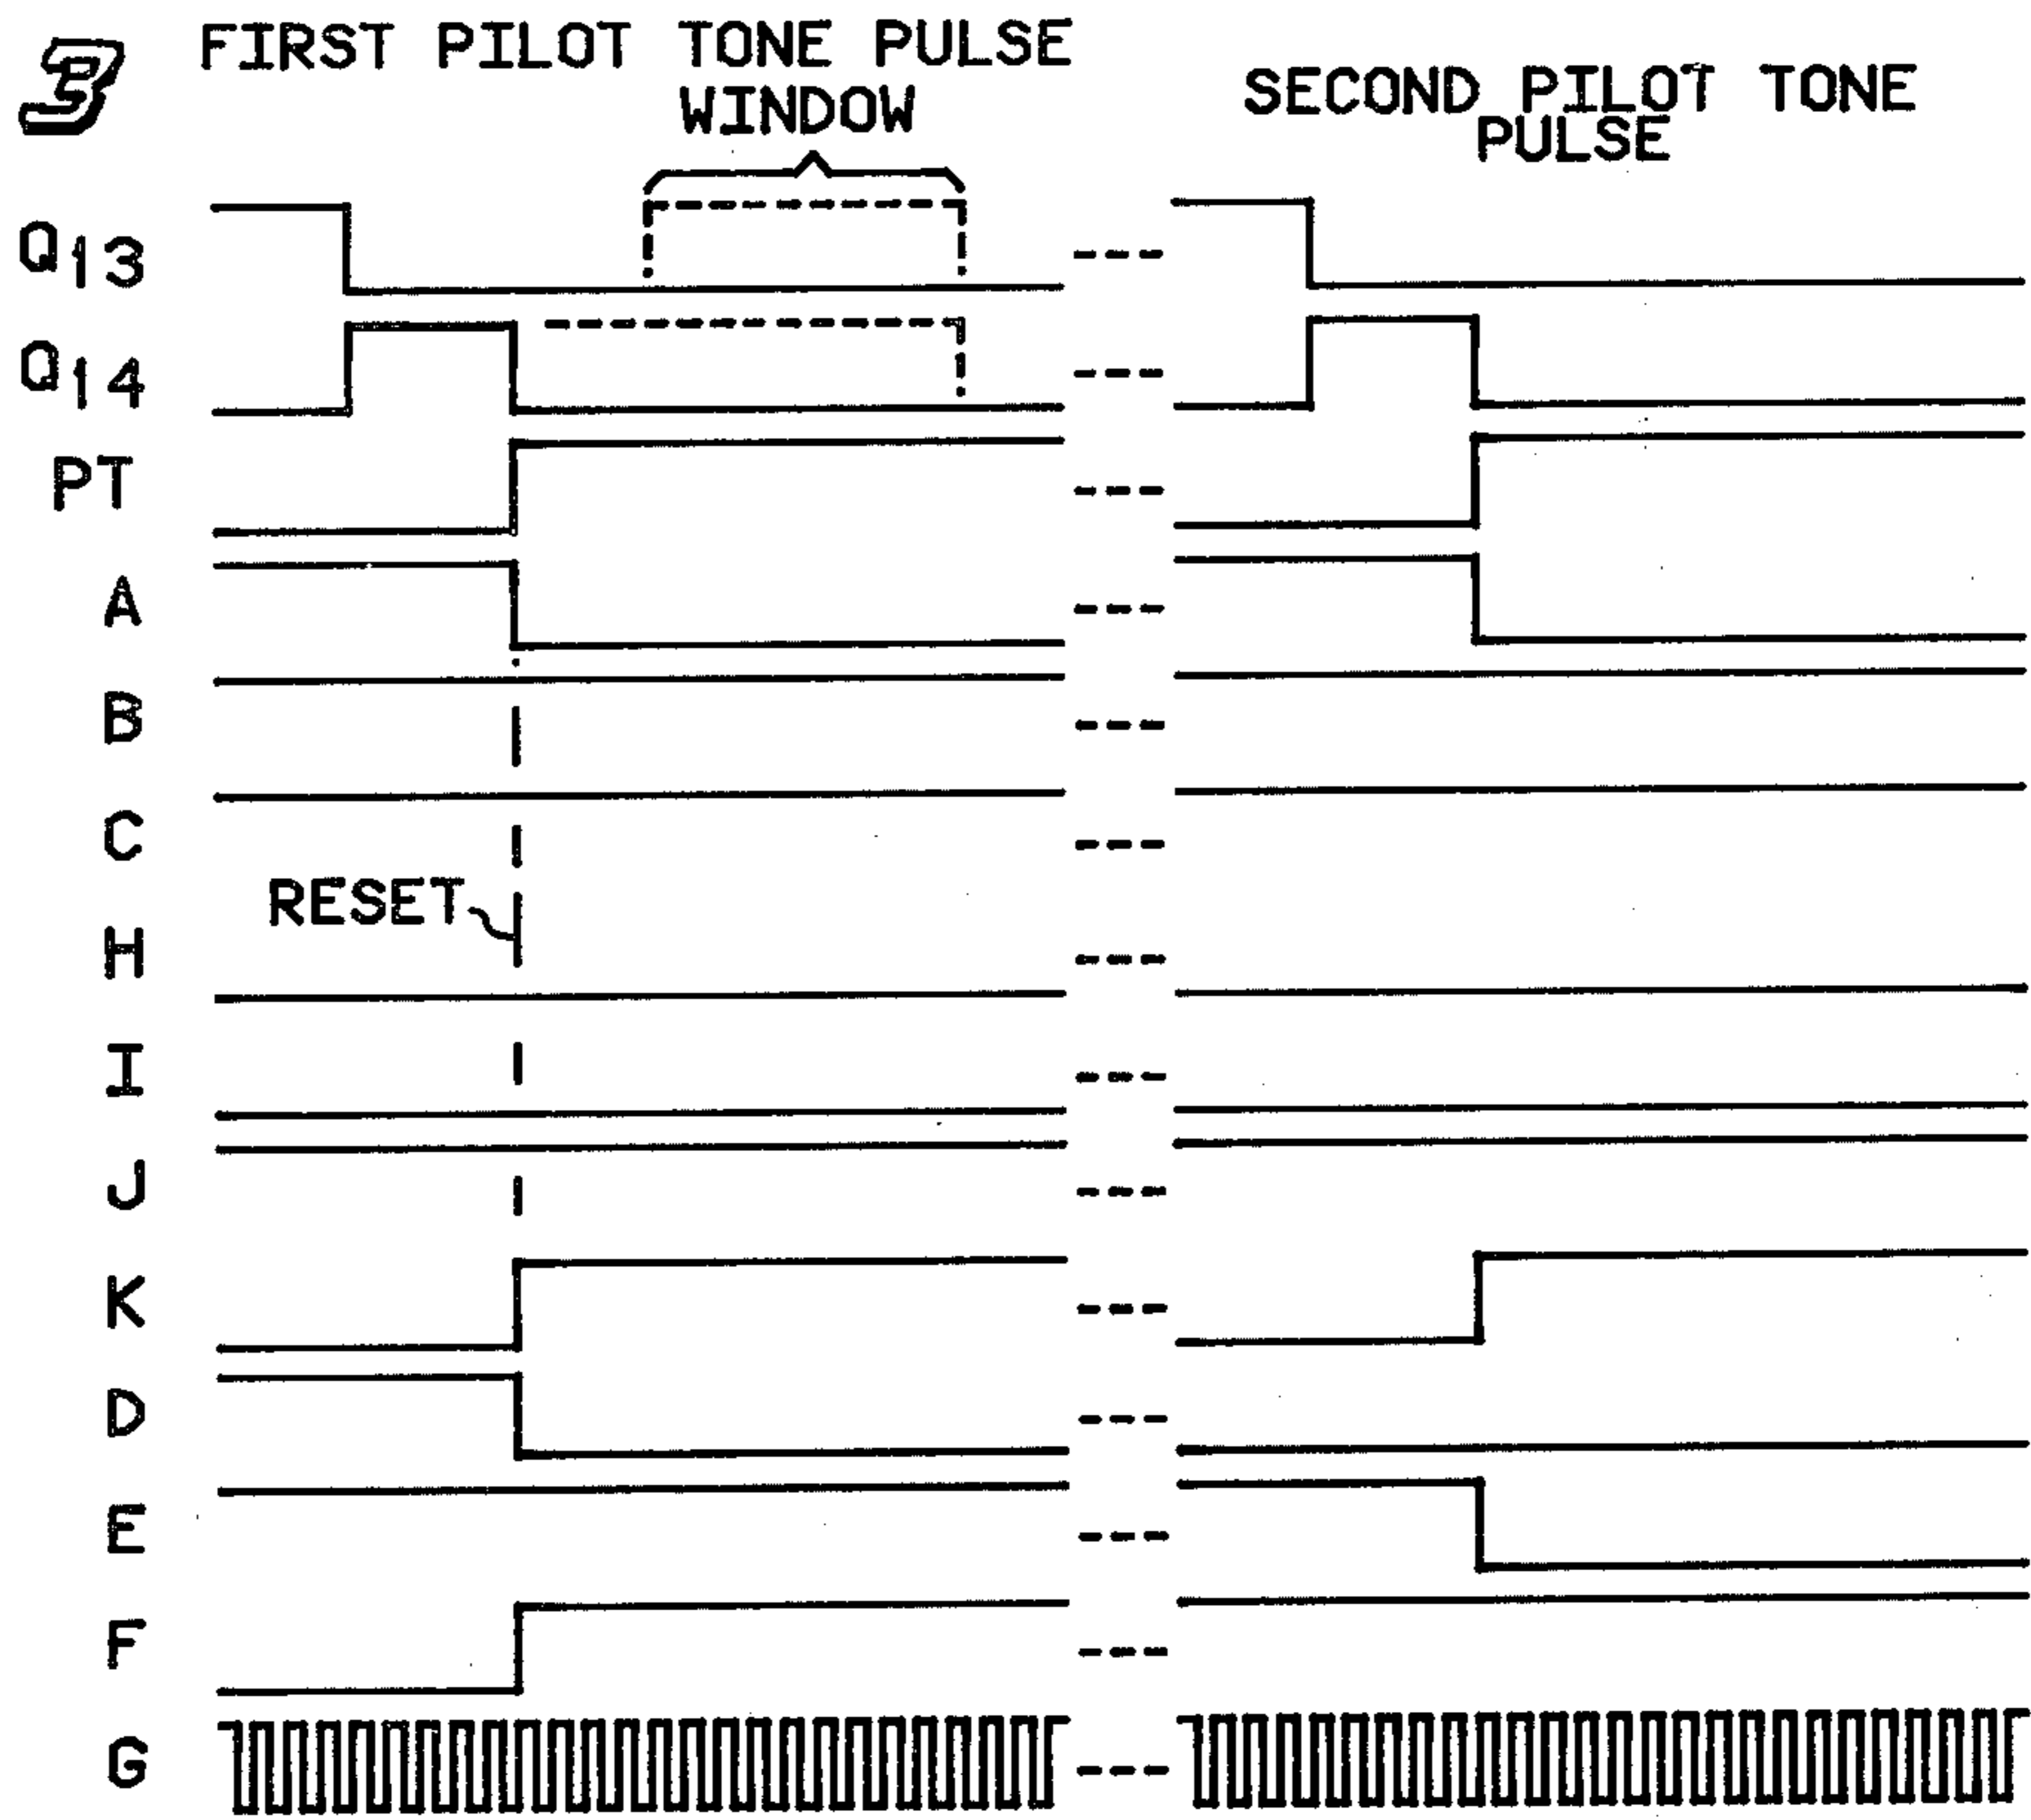 3
FIRST PILOT TONE PULSE
WINDOW
SECOND PILOT TONE
PULSE
Q13
Q14
PT
A
B
C
RESET
H
I
J
K
D
E
F
G